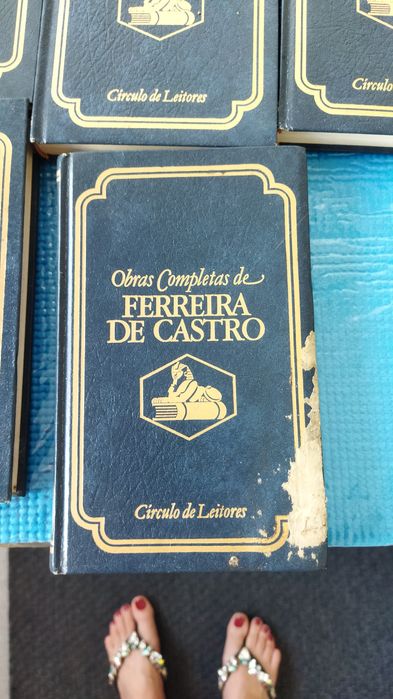 Círculo de Leitores
Círculo
Obras Completas de
FERREIRA
DE CASTRO
Círculo de Leitores